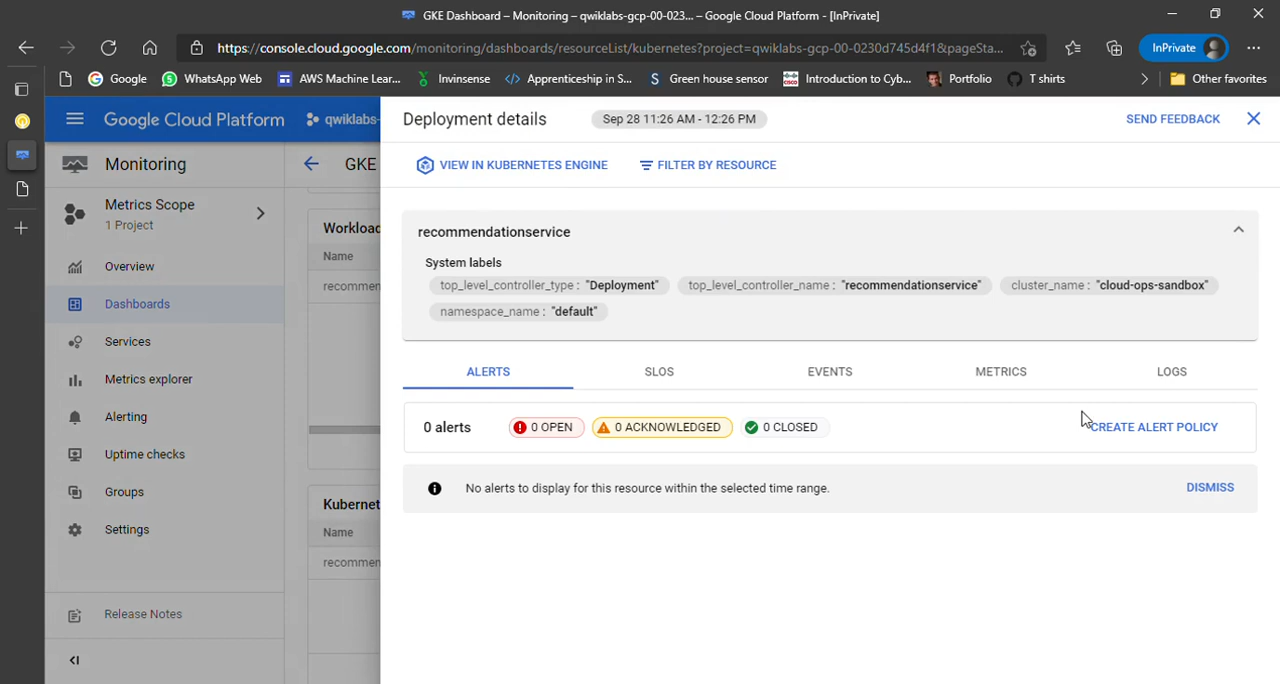 GKE Dashboard – Monitoring – qwiklabs-gcp-00-023... – Google Cloud Platform - [InPrivate]
https://console.cloud.google.com/monitoring/dashboards/resourceList/kubernetes?project=qwiklabs-gcp-00-0230d745d4f1&pageSta...
InPrivate
Google
WhatsApp Web
AWS Machine Lear...
Invinsense
Apprenticeship in S...
Green house sensor
Introduction to Cyb...
Portfolio
T shirts
Other favorites
Google Cloud Platform
qwiklabs-
Deployment details
Sep 28 11:26 AM - 12:26 PM
SEND FEEDBACK
Monitoring
GKE
VIEW IN KUBERNETES ENGINE
FILTER BY RESOURCE
Metrics Scope
1 Project
Overview
Dashboards
Services
Metrics explorer
Alerting
Uptime checks
Groups
Settings
Release Notes
Workload
Name
recommen
Kubernet
Name
recommen
recommendationservice
System labels
top_level_controller_type : "Deployment"
top_level_controller_name : "recommendationservice"
cluster_name : "cloud-ops-sandbox"
namespace_name : "default"
ALERTS
SLOS
EVENTS
METRICS
LOGS
0 alerts
0 OPEN
0 ACKNOWLEDGED
0 CLOSED
CREATE ALERT POLICY
No alerts to display for this resource within the selected time range.
DISMISS